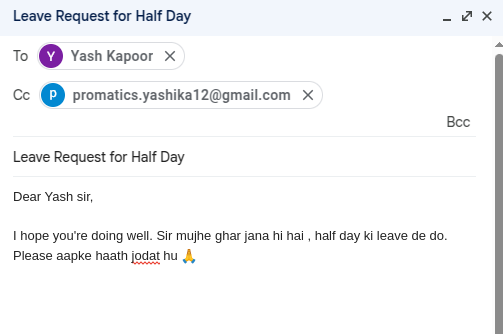 Leave Request for Half Day
To Y Yash Kapoor
Cc p promatics.yashika12@gmail.com
Bcc
Leave Request for Half Day
Dear Yash sir,
I hope you're doing well. Sir mujhe ghar jana hi hai , half day ki leave de do.
Please aapke haath jodat hu 🙏